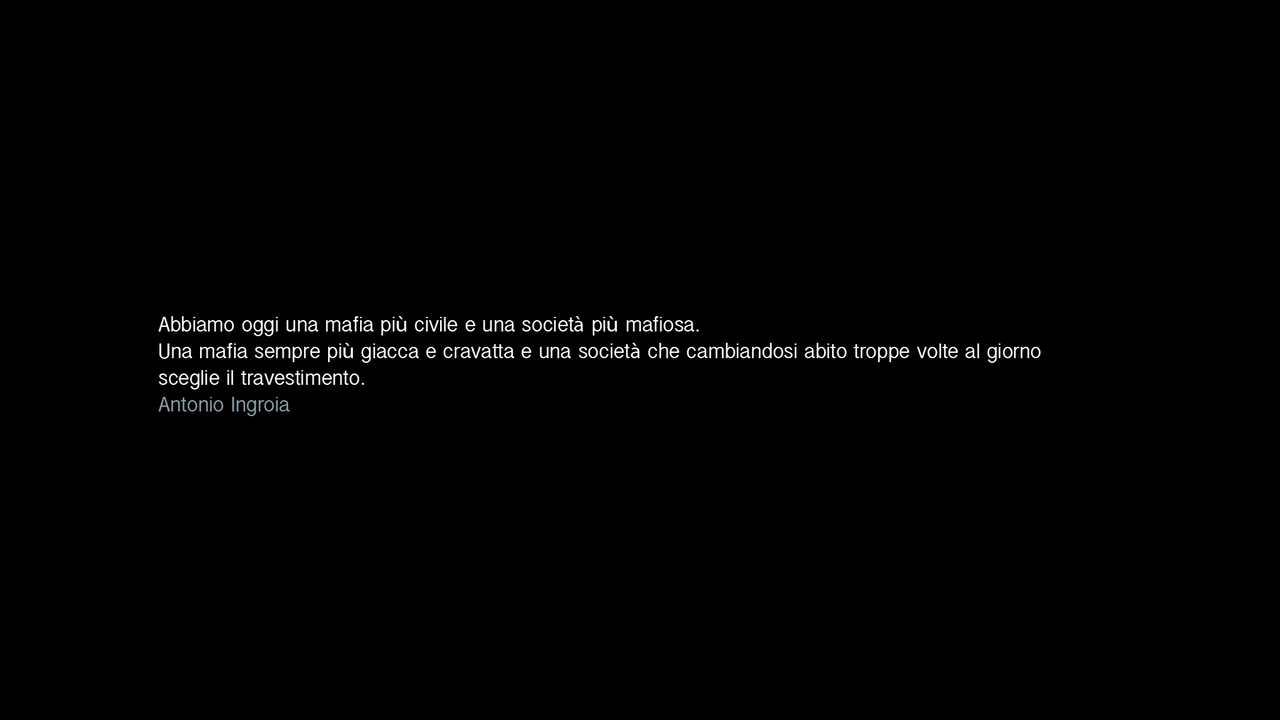 Abbiamo oggi una mafia più civile e una società più mafiosa.
Una mafia sempre più giacca e cravatta e una società che cambiandosi abito troppe volte al giorno
sceglie il travestimento.
Antonio Ingroia